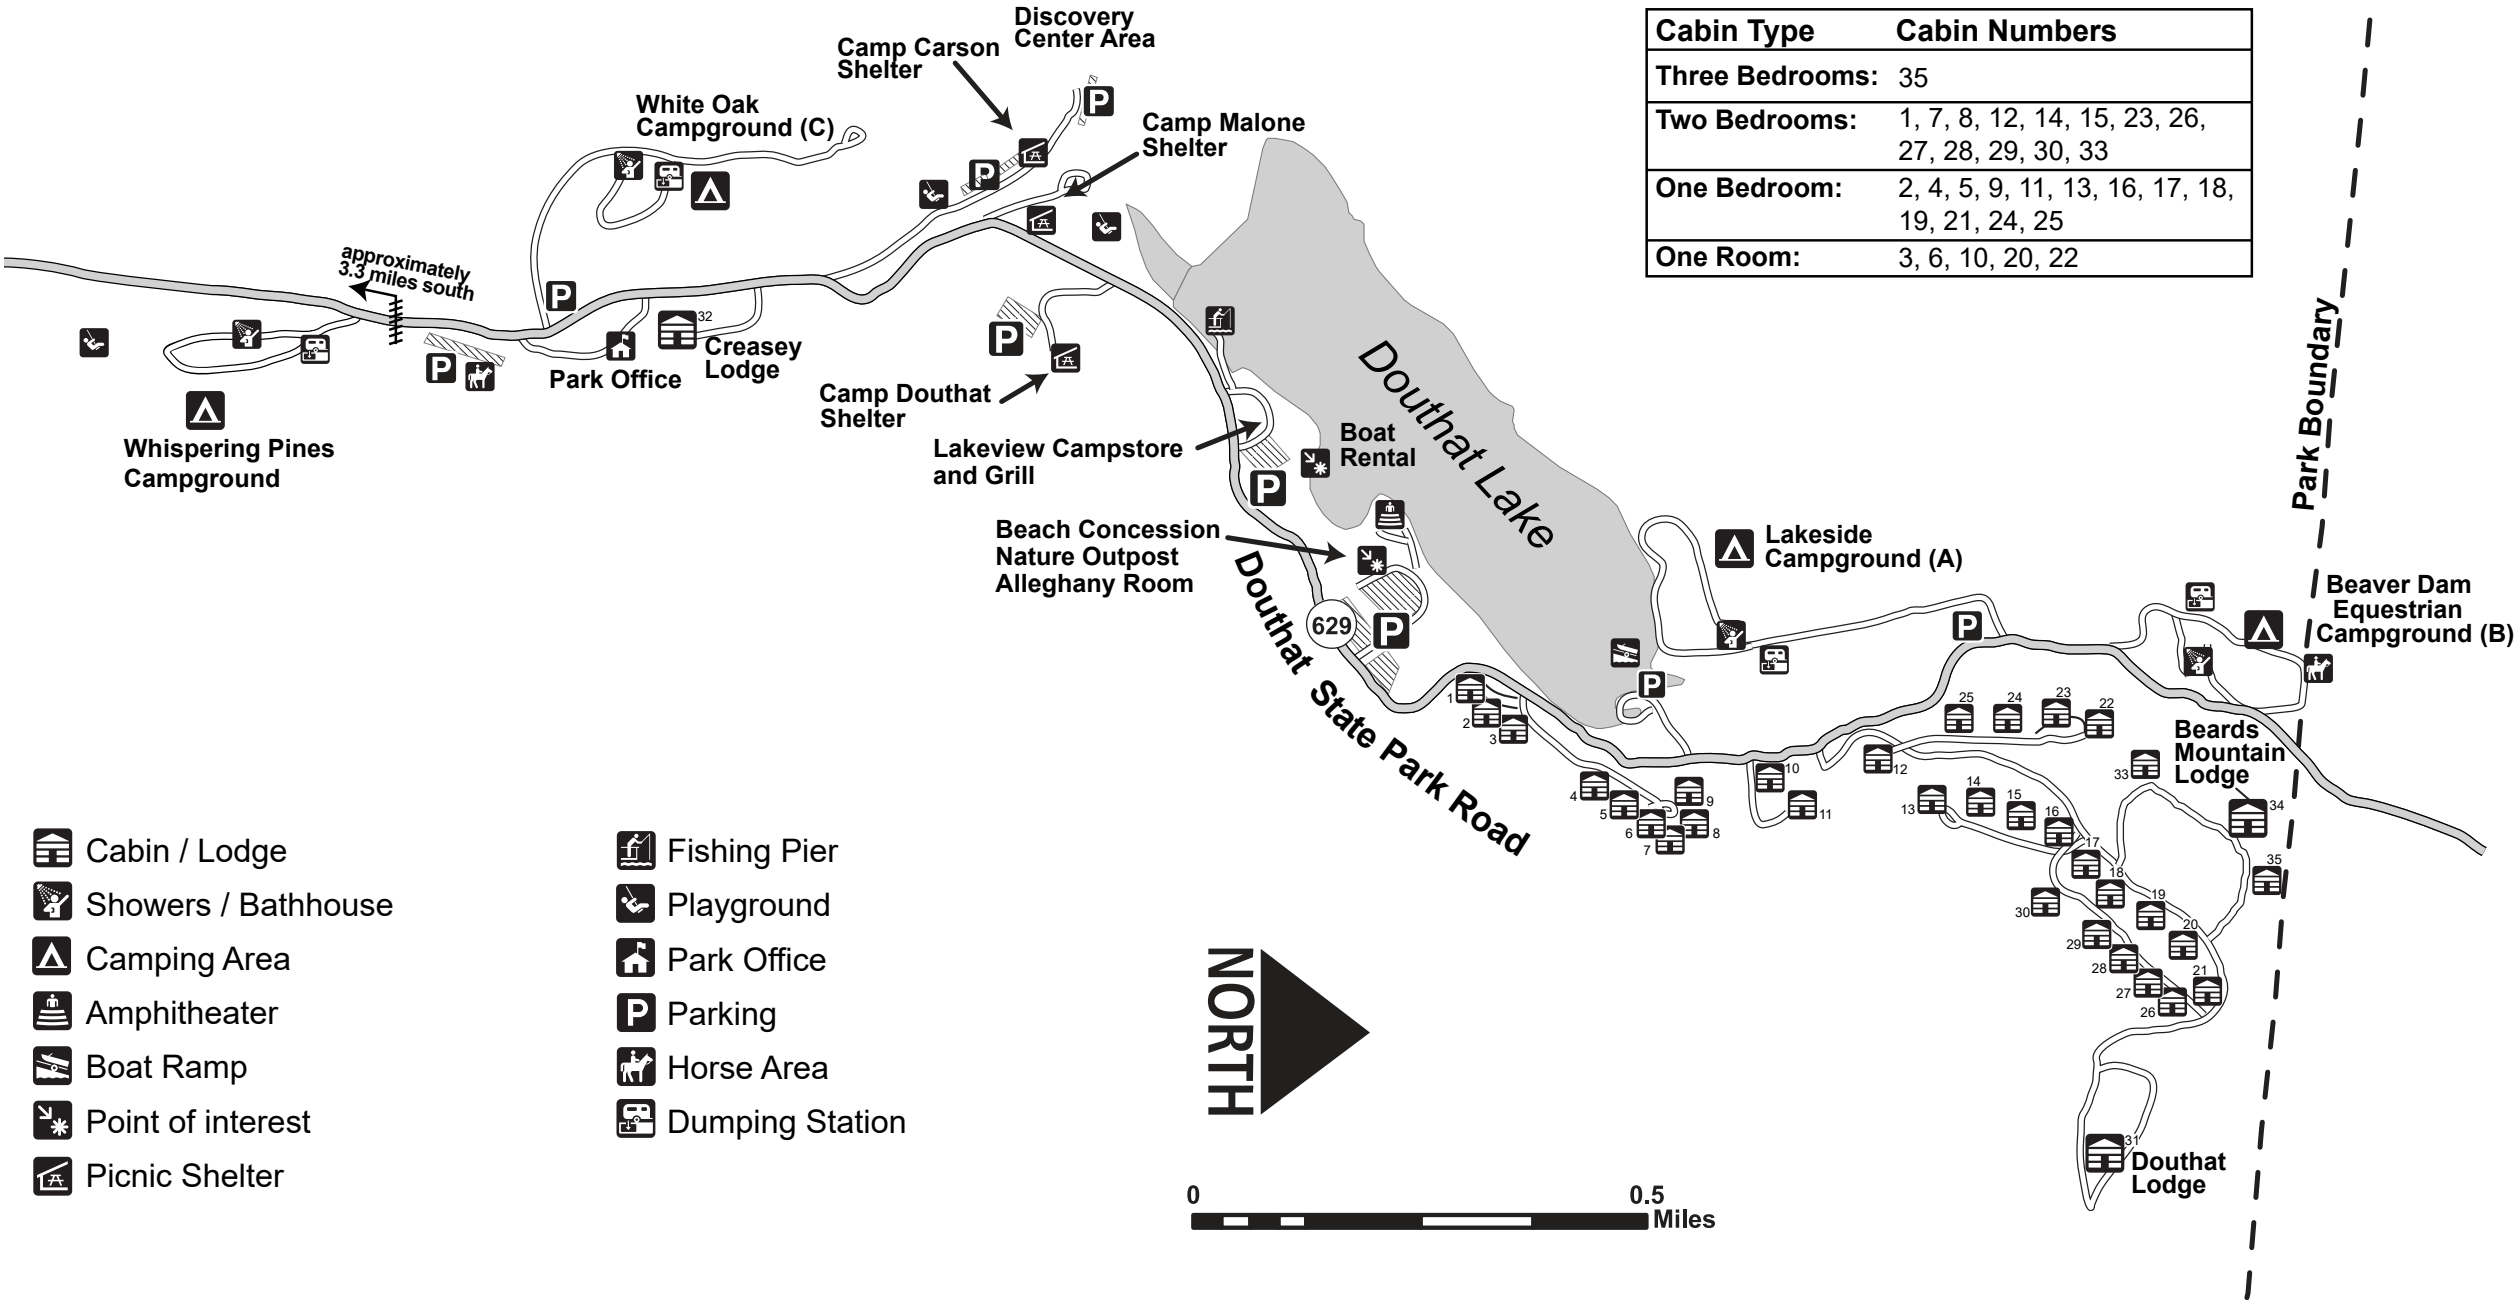 Discovery
Center Area
Camp Carson
Shelter
White Oak
Campground (C)
Camp Malone
Shelter
Cabin Type Cabin Numbers
Three Bedrooms: 35
Two Bedrooms: 1, 7, 8, 12, 14, 15, 23, 26,
27, 28, 29, 30, 33
One Bedroom: 2, 4, 5, 9, 11, 13, 16, 17, 18,
19, 21, 24, 25
One Room: 3, 6, 10, 20, 22
approximately
3.3 miles south
P
P
P
P
P
P
P
P
P
P
32
Creasey
Lodge
Park Office
Whispering Pines
Campground
Camp Douthat
Shelter
Lakeview Campstore
and Grill
Boat
Rental
Douthat Lake
Beach Concession
Nature Outpost
Alleghany Room
629
Douthat State Park Road
Lakeside
Campground (A)
Park Boundary
Beaver Dam
Equestrian
Campground (B)
Beards
Mountain
Lodge
1
2
3
4
5
6
7
8
9
10
11
12
13
14
15
16
17
18
19
20
21
22
23
24
25
26
27
28
29
30
33
34
35
31
Douthat
Lodge
Cabin / Lodge
Showers / Bathhouse
Camping Area
Amphitheater
Boat Ramp
Point of interest
Picnic Shelter
Fishing Pier
Playground
Park Office
P Parking
Horse Area
Dumping Station
NORTH
0 0.5
Miles